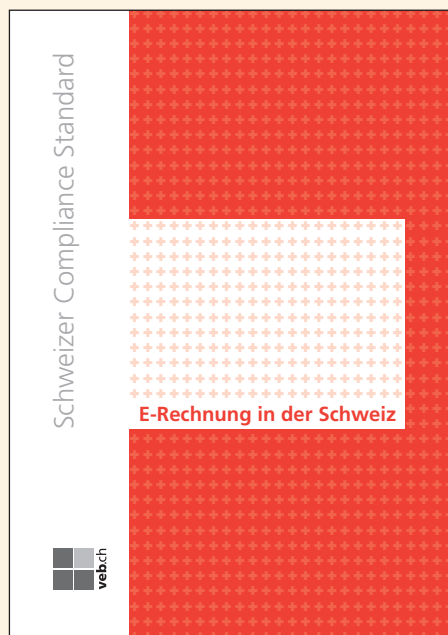 Schweizer Compliance Standard
E-Rechnung in der Schweiz
veb.ch